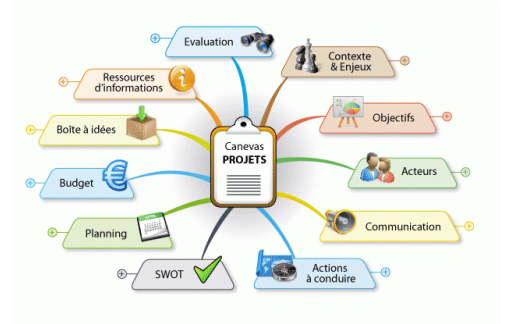 Evaluation
Contexte
& Enjeux
Ressources
d'informations
Objectifs
Boîte à idées
Canevas
PROJETS
Acteurs
Budget
Communication
Planning
Actions
à conduire
SWOT